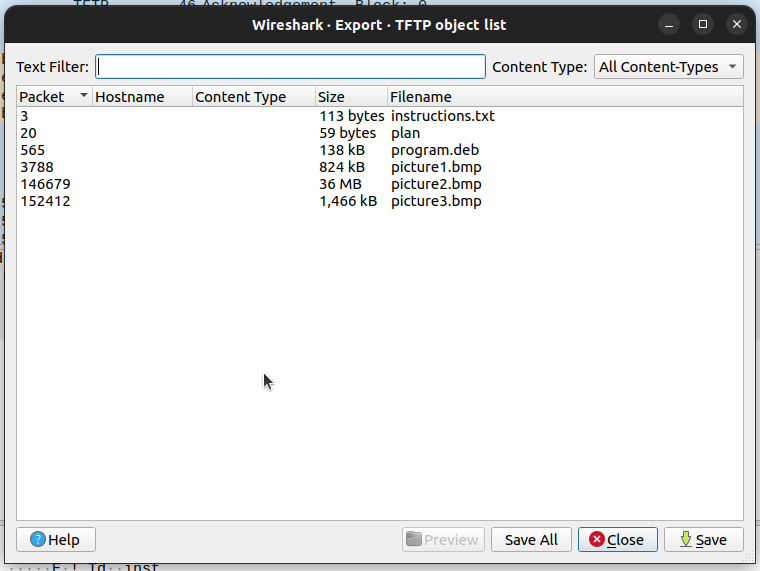 TFTP 46 Acknowledgement, Block: 0
Wireshark · Export · TFTP object list
Text Filter: Content Type: All Content-Types
Packet Hostname Content Type Size Filename
3 113 bytes instructions.txt
20 59 bytes plan
565 138 kB program.deb
3788 824 kB picture1.bmp
146679 36 MB picture2.bmp
152412 1,466 kB picture3.bmp
Help Preview Save All Close Save